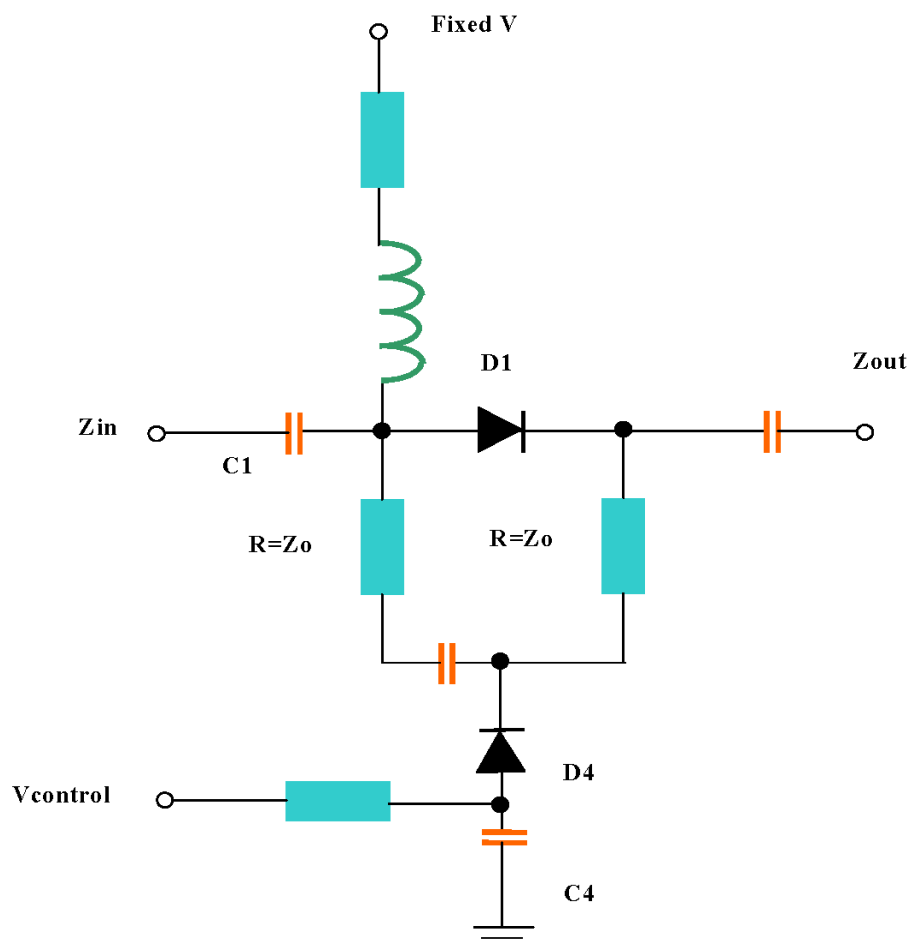 Fixed V
D1
Zout
Zin
C1
R=Zo
R=Zo
D4
Vcontrol
C4